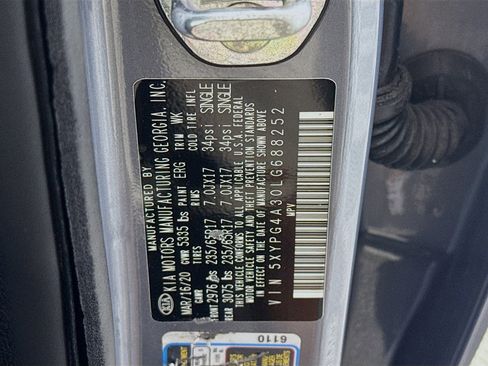 KIA
KIA MOTORS MANUFACTURING GEORGIA, INC.
MANUFACTURED BY
MAR/16/20 GVWR 5335 lbs PAINT ERG TRIM WK
GAWR TIRES RIMS COLD TIRE INFL
FRONT 2976 lbs 235/65R17 7.0JX17 34psi SINGLE
REAR 3075 lbs 235/65R17 7.0JX17 34psi SINGLE
THIS VEHICLE CONFORMS TO ALL APPLICABLE U.S.A. FEDERAL
MOTOR VEHICLE SAFETY AND THEFT PREVENTION STANDARDS
IN EFFECT ON THE DATE OF MANUFACTURE SHOWN ABOVE.
VIN 5XYPG4A30LG688252
MPV
6110